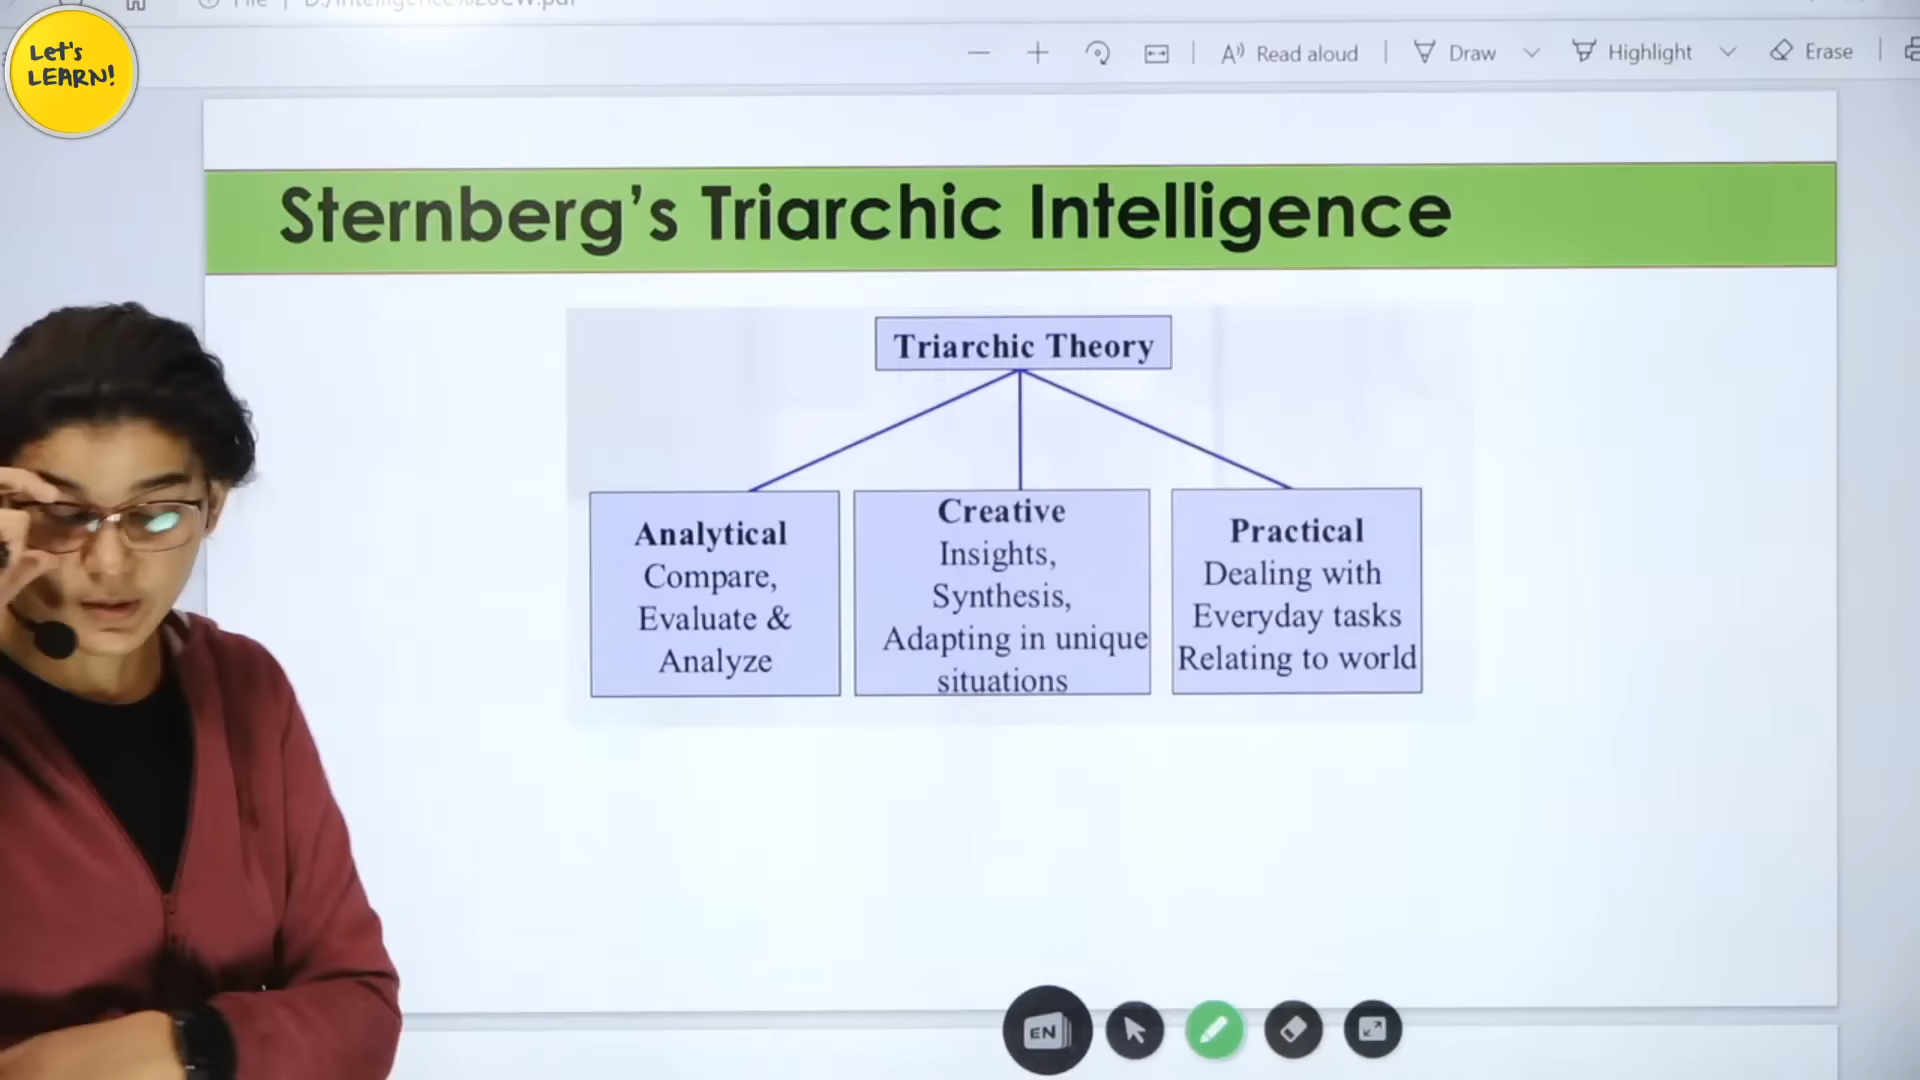 Let's
LEARN!
Read aloud
Draw
Highlight
Erase
Sternberg's Triarchic Intelligence
Triarchic Theory
Analytical
Compare,
Evaluate &
Analyze
Creative
Insights,
Synthesis,
Adapting in unique
situations
Practical
Dealing with
Everyday tasks
Relating to world
EN